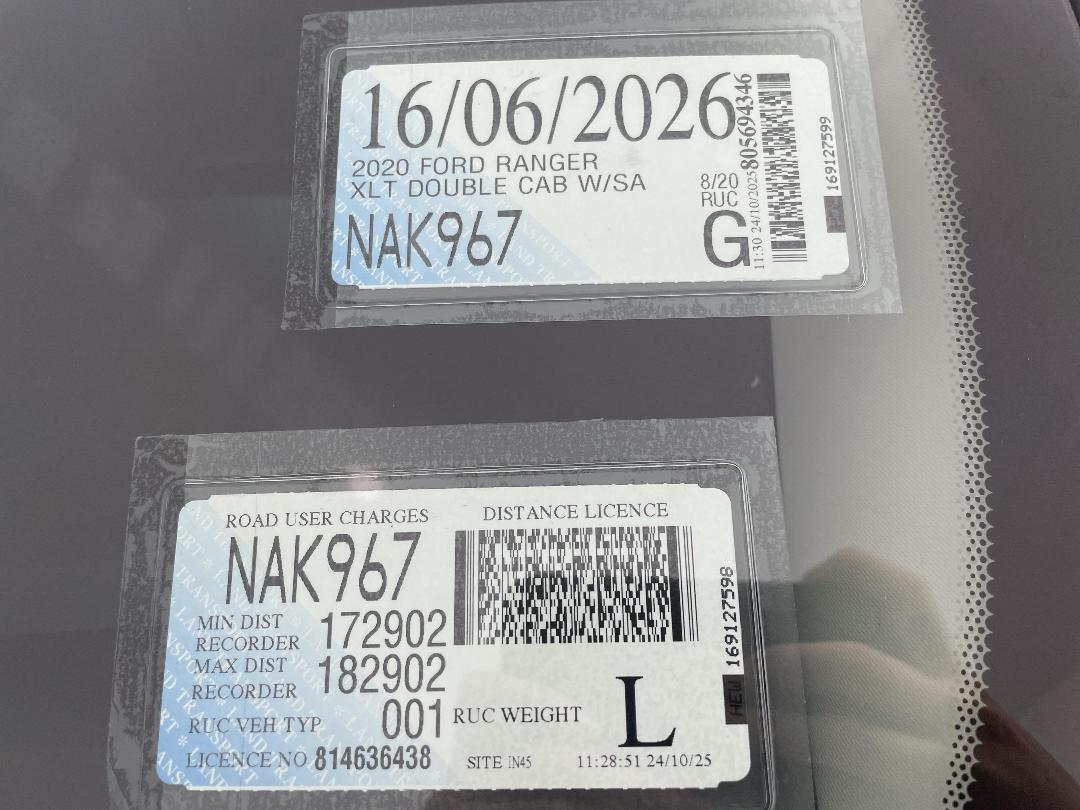 16/06/2026
2020 FORD RANGER
XLT DOUBLE CAB W/SA
8/20
RUC
NAK967
G
11:30 24/10/2025
805694346
169127599
ROAD USER CHARGES
DISTANCE LICENCE
NAK967
MIN DIST
RECORDER 172902
MAX DIST
RECORDER 182902
RUC VEH TYP 001
RUC WEIGHT L
LICENCE NO 814636438
SITE IN45
11:28:51 24/10/25
169127598